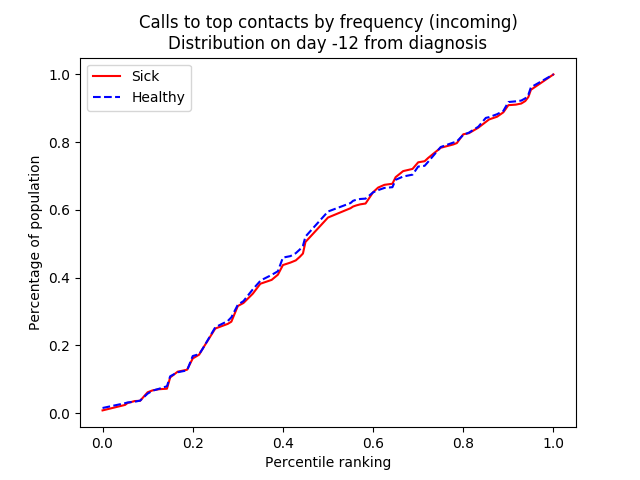 Calls to top contacts by frequency (incoming)
Distribution on day -12 from diagnosis
Sick
Healthy
1.0
0.8
0.6
0.4
0.2
0.0
Percentage of population
0.0 0.2 0.4 0.6 0.8 1.0
Percentile ranking